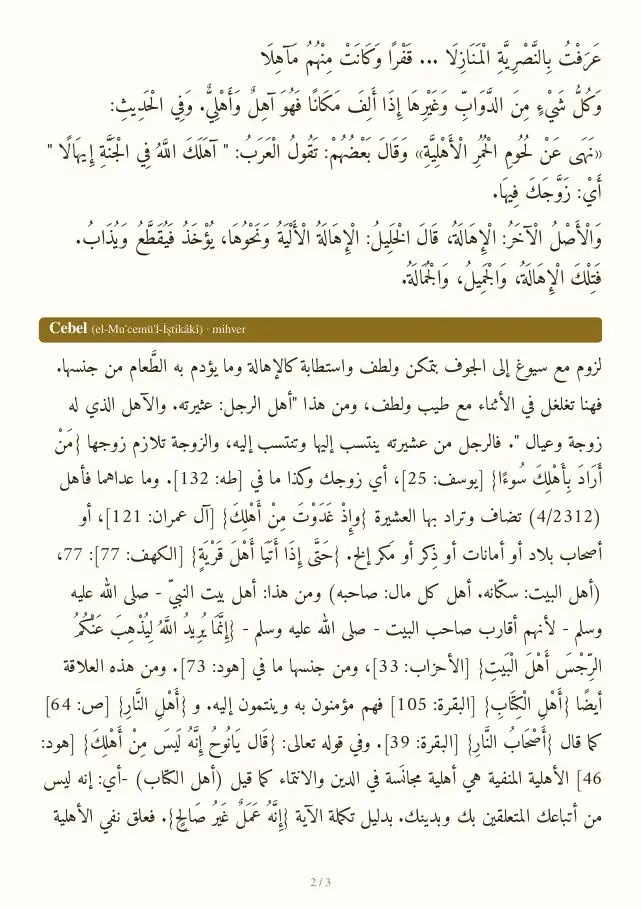 عَرَفْتُ بِالنَّصْرِيَّةِ الْمَنَازِلَا ... قَفْرًا وَكَانَتْ مِنْهُمُ مَآهِلَا
وَكُلُّ شَيْءٍ مِنَ الدَّوَابِّ وَغَيْرِهَا إِذَا أَلِفَ مَكَانًا فَهُوَ آهِلٌ وَأَهْلِيٌّ. وَفِي الْحَدِيثِ:
«نَهَى عَنْ لُحُومِ الْحُمُرِ الْأَهْلِيَّةِ» وَقَالَ بَعْضُهُمْ: تَقُولُ الْعَرَبُ: " آهَلَكَ اللَّهُ فِي الْجَنَّةِ إِيهَالًا "
أَيْ: زَوَّجَكَ فِيهَا.
وَالْأَصْلُ الْآخَرُ: الْإِهَالَةُ، قَالَ الْخَلِيلُ: الْإِهَالَةُ الْأَلْيَةُ وَنَحْوُهَا، يُؤْخَذُ فَيُقَطَّعُ وَيُذَابُ.
فَتِلْكَ الْإِهَالَةُ، وَالْجَمِيلُ، وَالْجُمَالَةُ.
Cebel (el-Mu'cemü'l-İştikâkî) · mihver
لزوم مع سيوغ إلى الجوف بتمكن ولطف واستطابة كالإهالة وما يؤدم به الطَّعام من جنسها.
فهنا تغلغل في الأثناء مع طيب ولطف، ومن هذا "أهل الرجل: عثيرته. والآهل الذي له
زوجة وعيال ". فالرجل من عشيرته ينتسب إليها وتنتسب إليه، والزوجة تلازم زوجها {مَنْ
أَرَادَ بِأَهْلِكَ سُوءًا} [يوسف: 25]، أي زوجك وكذا ما في [طه: 132]. وما عداهما فأهل
(4/2312) تضاف وتراد بها العشيرة {وإِذْ غَدَوْتَ مِنْ أَهْلِكَ} [آل عمران: 121]، أو
أصحاب بلاد أو أمانات أو ذِكر أو مَكر إلخ. {حَتَّى إِذَا أَتَيَا أَهْلَ قَرْيَةٍ} [الكهف: 77]: 77،
(أهل البيت: سكّانه. أهل كل مال: صاحبه) ومن هذا: أهل بيت النبيّ - صلى الله عليه
وسلم - لأنهم أقارب صاحب البيت - صلى الله عليه وسلم - {إِنَّمَا يُرِيدُ اللَّهُ لِيُذْهِبَ عَنْكُمُ
الرِّجْسَ أَهْلَ الْبَيْتِ} [الأحزاب: 33]، ومن جنسها ما في [هود: 73]. ومن هذه العلاقة
أيضًا {أَهْلِ الْكِتَابِ} [البقرة: 105] فهم مؤمنون به وينتمون إليه. و {أَهْلِ النَّارِ} [ص: 64]
كما قال {أَصْحَابُ النَّارِ} [البقرة: 39]. وفي قوله تعالى: {قَال يَانُوحُ إِنَّهُ لَيسَ مِنْ أَهْلِكَ} [هود:
46] الأهلية المنفية هي أهلية مجانَسة في الدين والانتماء كما قيل (أهل الكتاب) -أي: إنه ليس
من أتباعك المتعلقين بك وبدينك. بدليل تكملة الآية {إِنَّهُ عَمَلٌ غَيرُ صَالِحٍ}. فعلق نفي الأهلية
2 / 3